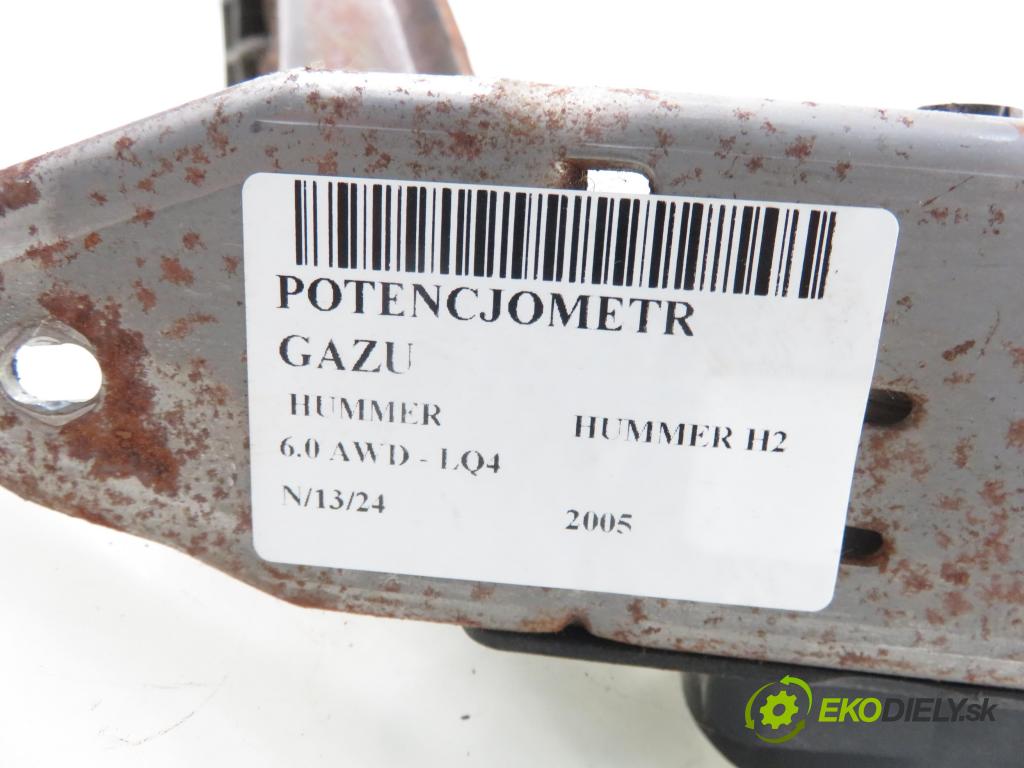 POTENCJOMETR
GAZU
HUMMER HUMMER H2
6.0 AWD - LQ4
N/13/24 2005
EKODIELY.sk